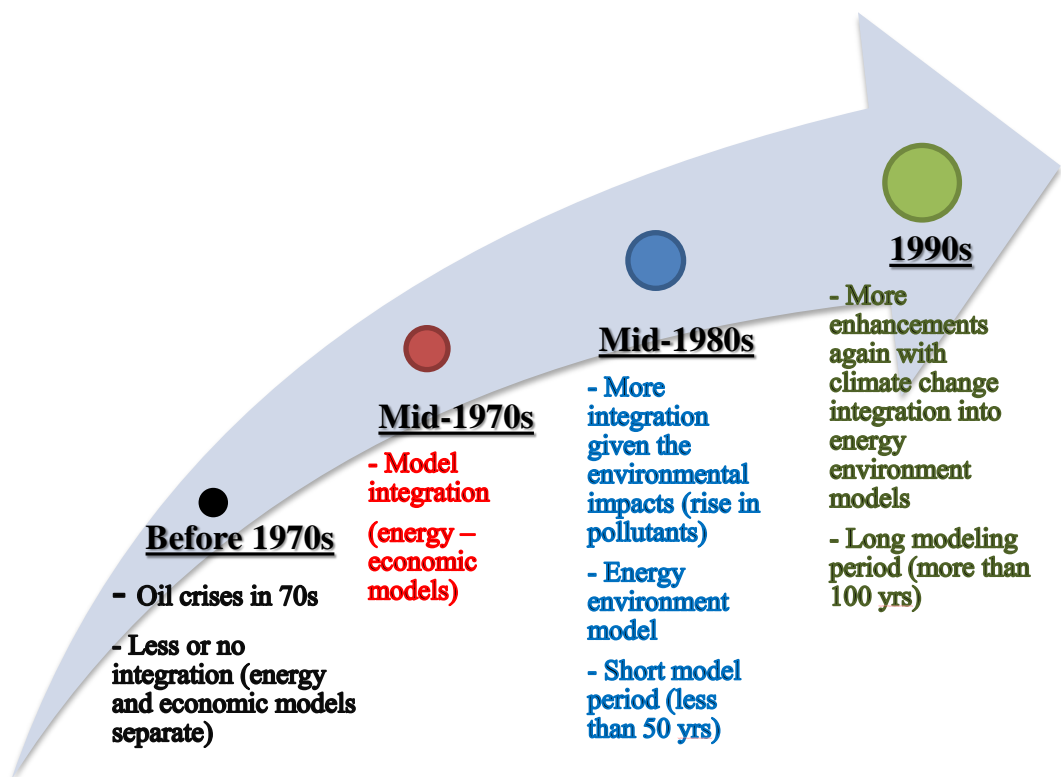 Before 1970s
- Oil crises in 70s
- Less or no
integration (energy
and economic models
separate)
Mid-1970s
- Model
integration
(energy –
economic
models)
Mid-1980s
- More
integration
given the
environmental
impacts (rise in
pollutants)
- Energy
environment
model
- Short model
period (less
than 50 yrs)
1990s
- More
enhancements
again with
climate change
integration into
energy
environment
models
- Long modeling
period (more than
100 yrs)